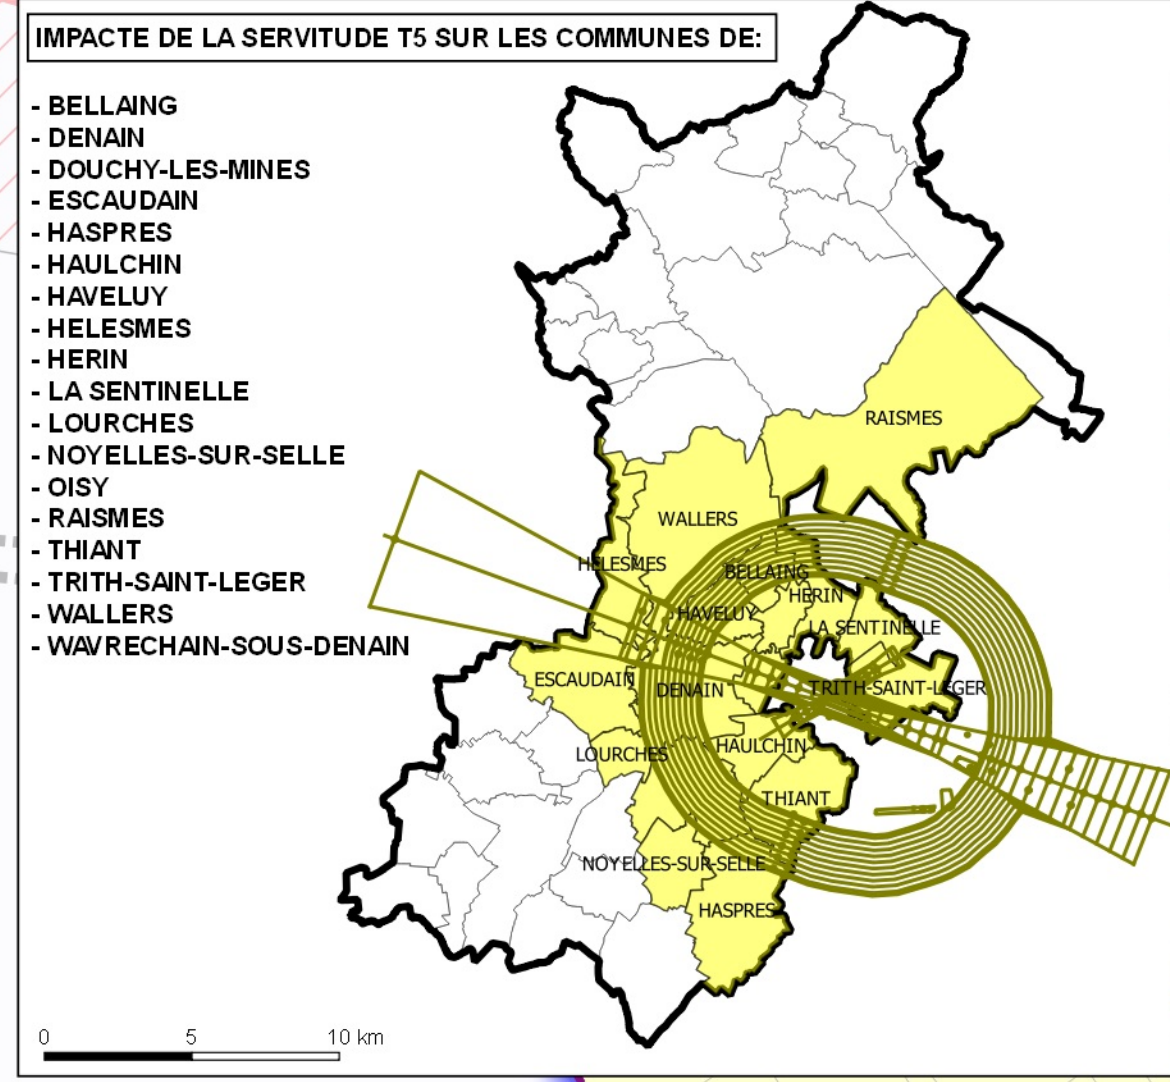 IMPACTE DE LA SERVITUDE T5 SUR LES COMMUNES DE:
- BELLAING
- DENAIN
- DOUCHY-LES-MINES
- ESCAUDAIN
- HASPRES
- HAULCHIN
- HAVELUY
- HELESMES
- HERIN
- LA SENTINELLE
- LOURCHES
- NOYELLES-SUR-SELLE
- OISY
- RAISMES
- THIANT
- TRITH-SAINT-LEGER
- WALLERS
- WAVRECHAIN-SOUS-DENAIN
RAISMES
WALLERS
HELESMES
BELLAING
HERIN
HAVELUY
LA SENTINELLE
ESCAUDAIN
DENAIN
TRITH-SAINT-LEGER
HAULCHIN
LOURCHES
THIANT
NOYELLES-SUR-SELLE
HASPRES
0 5 10 km